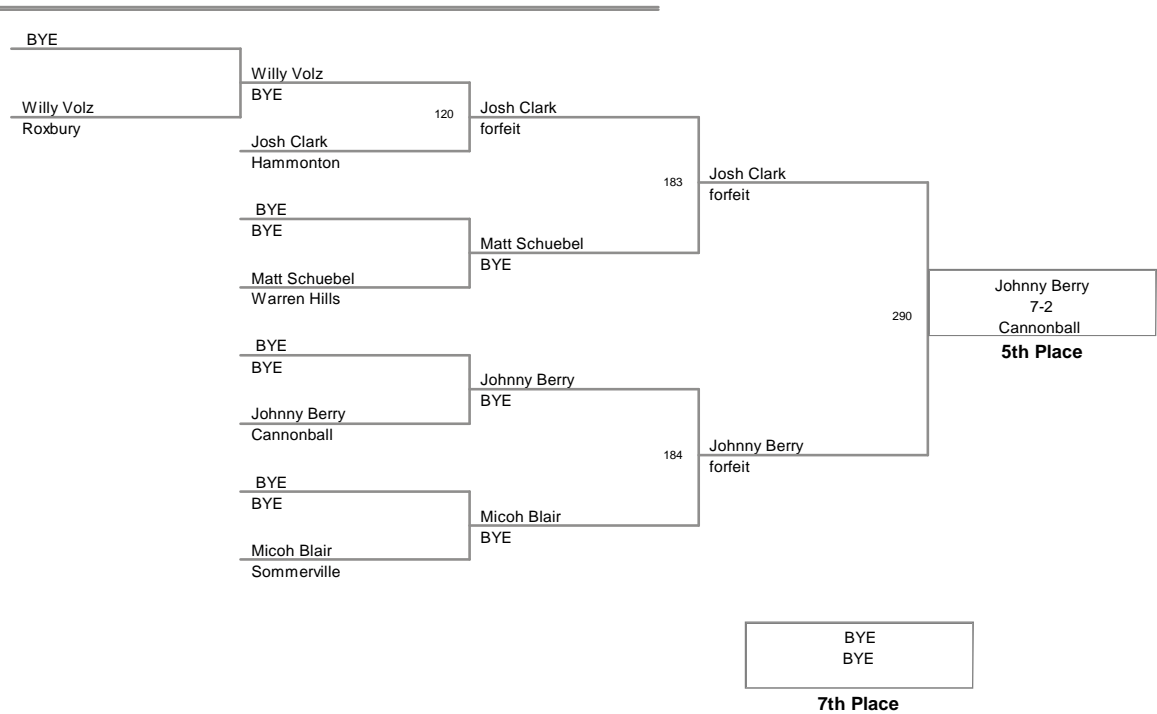 BYE
Willy Volz
Roxbury
Willy Volz
BYE
Josh Clark
Hammonton
BYE
BYE
Matt Schuebel
Warren Hills
BYE
BYE
Johnny Berry
Cannonball
BYE
BYE
Micoh Blair
Sommerville
120
Josh Clark
forfeit
Matt Schuebel
BYE
Johnny Berry
BYE
Micoh Blair
BYE
183
Josh Clark
forfeit
184
Johnny Berry
forfeit
290
Johnny Berry
7-2
Cannonball
5th Place
BYE
BYE
7th Place